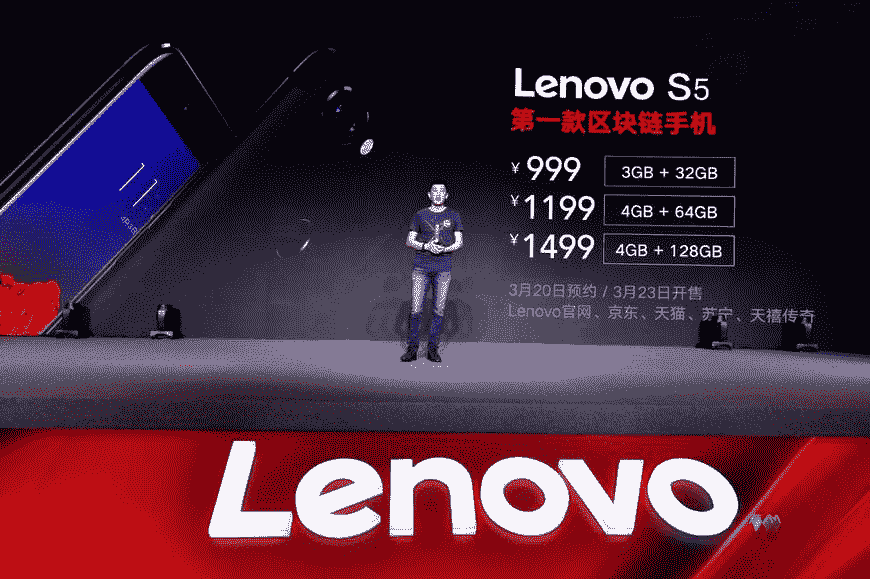 Lenovo S5
第一款区块链手机
¥ 999 3GB + 32GB
¥ 1199 4GB + 64GB
¥ 1499 4GB + 128GB
3月20日预约 / 3月23日开售
Lenovo官网、京东、天猫、苏宁、天禧传奇
Lenovo